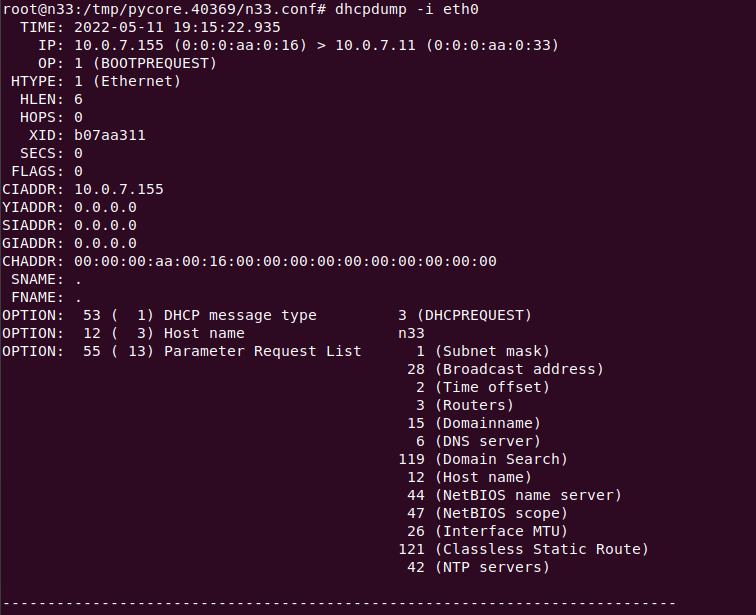 root@n33:/tmp/pycore.40369/n33.conf# dhcpdump -i eth0
  TIME: 2022-05-11 19:15:22.935
    IP: 10.0.7.155 (0:0:0:aa:0:16) > 10.0.7.11 (0:0:0:aa:0:33)
    OP: 1 (BOOTPREQUEST)
 HTYPE: 1 (Ethernet)
  HLEN: 6
  HOPS: 0
   XID: b07aa311
  SECS: 0
 FLAGS: 0
CIADDR: 10.0.7.155
YIADDR: 0.0.0.0
SIADDR: 0.0.0.0
GIADDR: 0.0.0.0
CHADDR: 00:00:00:aa:00:16:00:00:00:00:00:00:00:00:00:00
 SNAME: .
 FNAME: .
OPTION:  53 (  1) DHCP message type         3 (DHCPREQUEST)
OPTION:  12 (  3) Host name                 n33
OPTION:  55 ( 13) Parameter Request List      1 (Subnet mask)
                                             28 (Broadcast address)
                                              2 (Time offset)
                                              3 (Routers)
                                             15 (Domainname)
                                              6 (DNS server)
                                            119 (Domain Search)
                                             12 (Host name)
                                             44 (NetBIOS name server)
                                             47 (NetBIOS scope)
                                             26 (Interface MTU)
                                            121 (Classless Static Route)
                                             42 (NTP servers)

---------------------------------------------------------------------------